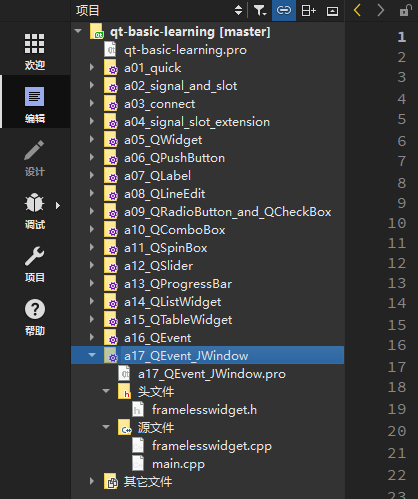 项目
欢迎
编辑
设计
调试
项目
帮助
qt-basic-learning [master]
qt-basic-learning.pro
a01_quick
a02_signal_and_slot
a03_connect
a04_signal_slot_extension
a05_QWidget
a06_QPushButton
a07_QLabel
a08_QLineEdit
a09_QRadioButton_and_QCheckBox
a10_QComboBox
a11_QSpinBox
a12_QSlider
a13_QProgressBar
a14_QListWidget
a15_QTableWidget
a16_QEvent
a17_QEvent_JWindow
a17_QEvent_JWindow.pro
头文件
framelesswidget.h
源文件
framelesswidget.cpp
main.cpp
其它文件
1
2
3
4
5
6
7
8
9
10
11
12
13
14
15
16
17
18
19
20
21
22
23